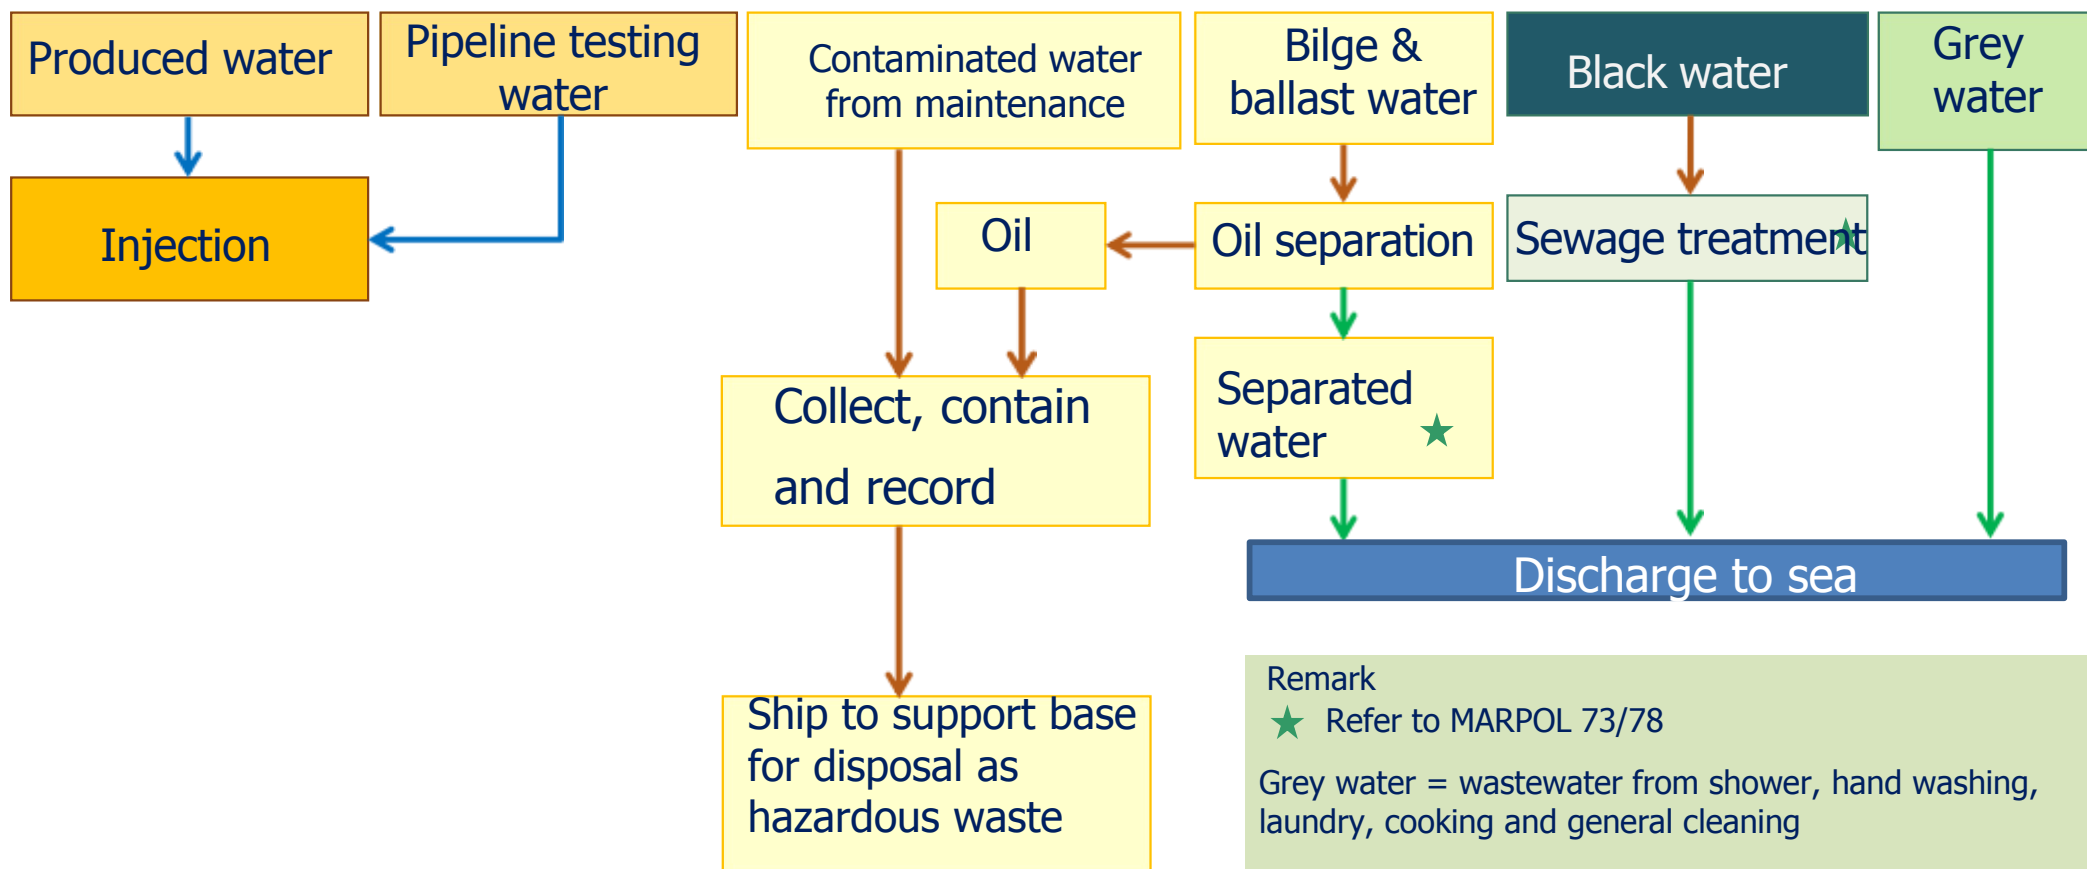 Produced water
Pipeline testing
water
Contaminated water
from maintenance
Bilge &
ballast water
Black water
Grey
water
Injection
Oil
Oil separation
Sewage treatment
Separated
water
Collect, contain
and record
Discharge to sea
Ship to support base
for disposal as
hazardous waste
Remark
Refer to MARPOL 73/78
Grey water = wastewater from shower, hand washing,
laundry, cooking and general cleaning